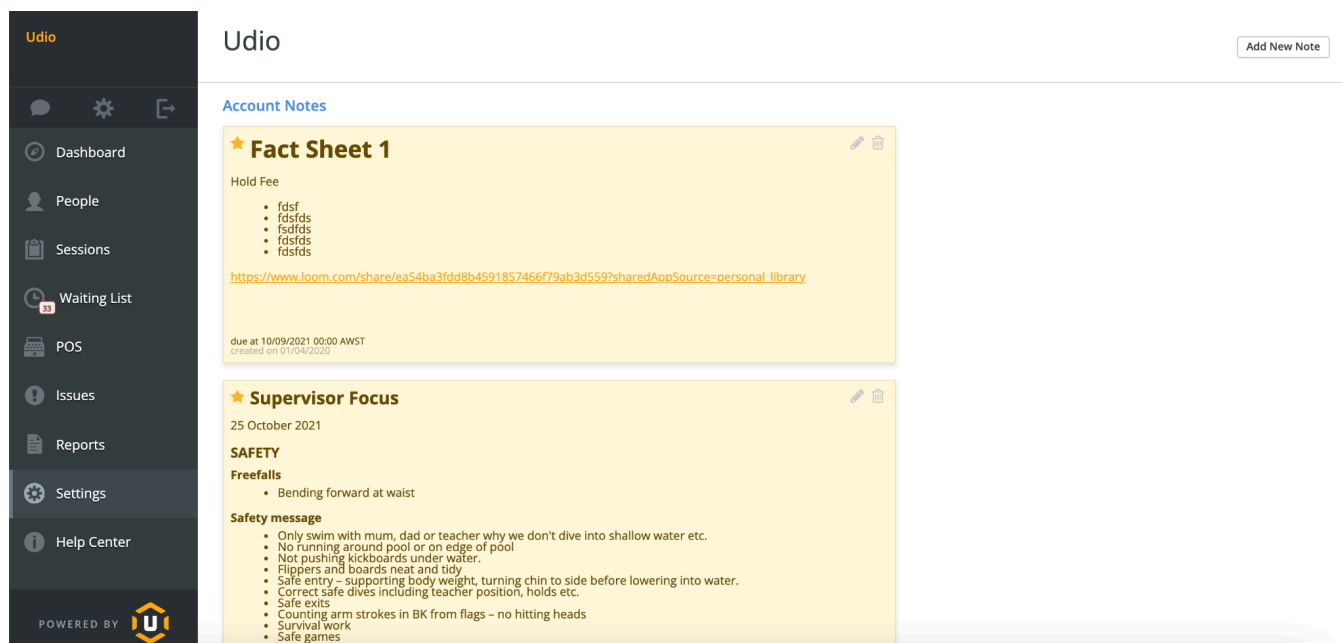 Udio
Udio
Add New Note
Account Notes
Dashboard
People
Sessions
33
Waiting List
POS
Issues
Reports
Settings
Help Center
POWERED BY
U
Fact Sheet 1
Hold Fee
• fdsf
• fdsfds
• fsdfds
• fdsfds
• fdsfds
https://www.loom.com/share/ea54ba3fdd8b4591857466f79ab3d559?sharedAppSource=personal_library
due at 10/09/2021 00:00 AWST
created on 01/04/2020
Supervisor Focus
25 October 2021
SAFETY
Freefalls
• Bending forward at waist
Safety message
• Only swim with mum, dad or teacher why we don't dive into shallow water etc.
• No running around pool or on edge of pool
• Not pushing kickboards under water.
• Flippers and boards neat and tidy
• Safe entry – supporting body weight, turning chin to side before lowering into water.
• Correct safe dives including teacher position, holds etc.
• Safe exits
• Counting arm strokes in BK from flags – no hitting heads
• Survival work
• Safe games